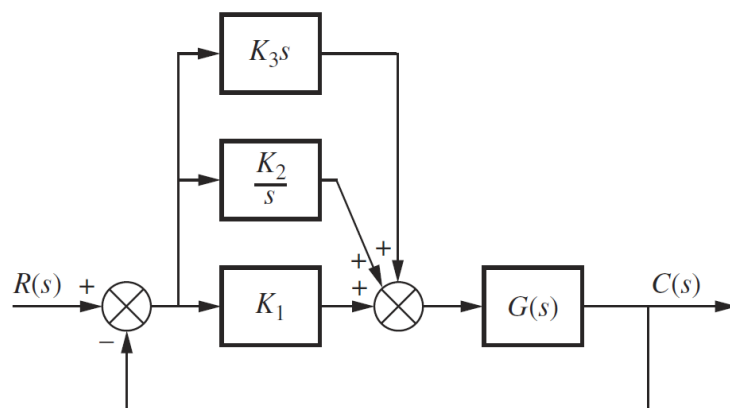 K₃s
K₂
s
R(s) + + + + K₁ G(s) C(s)
−